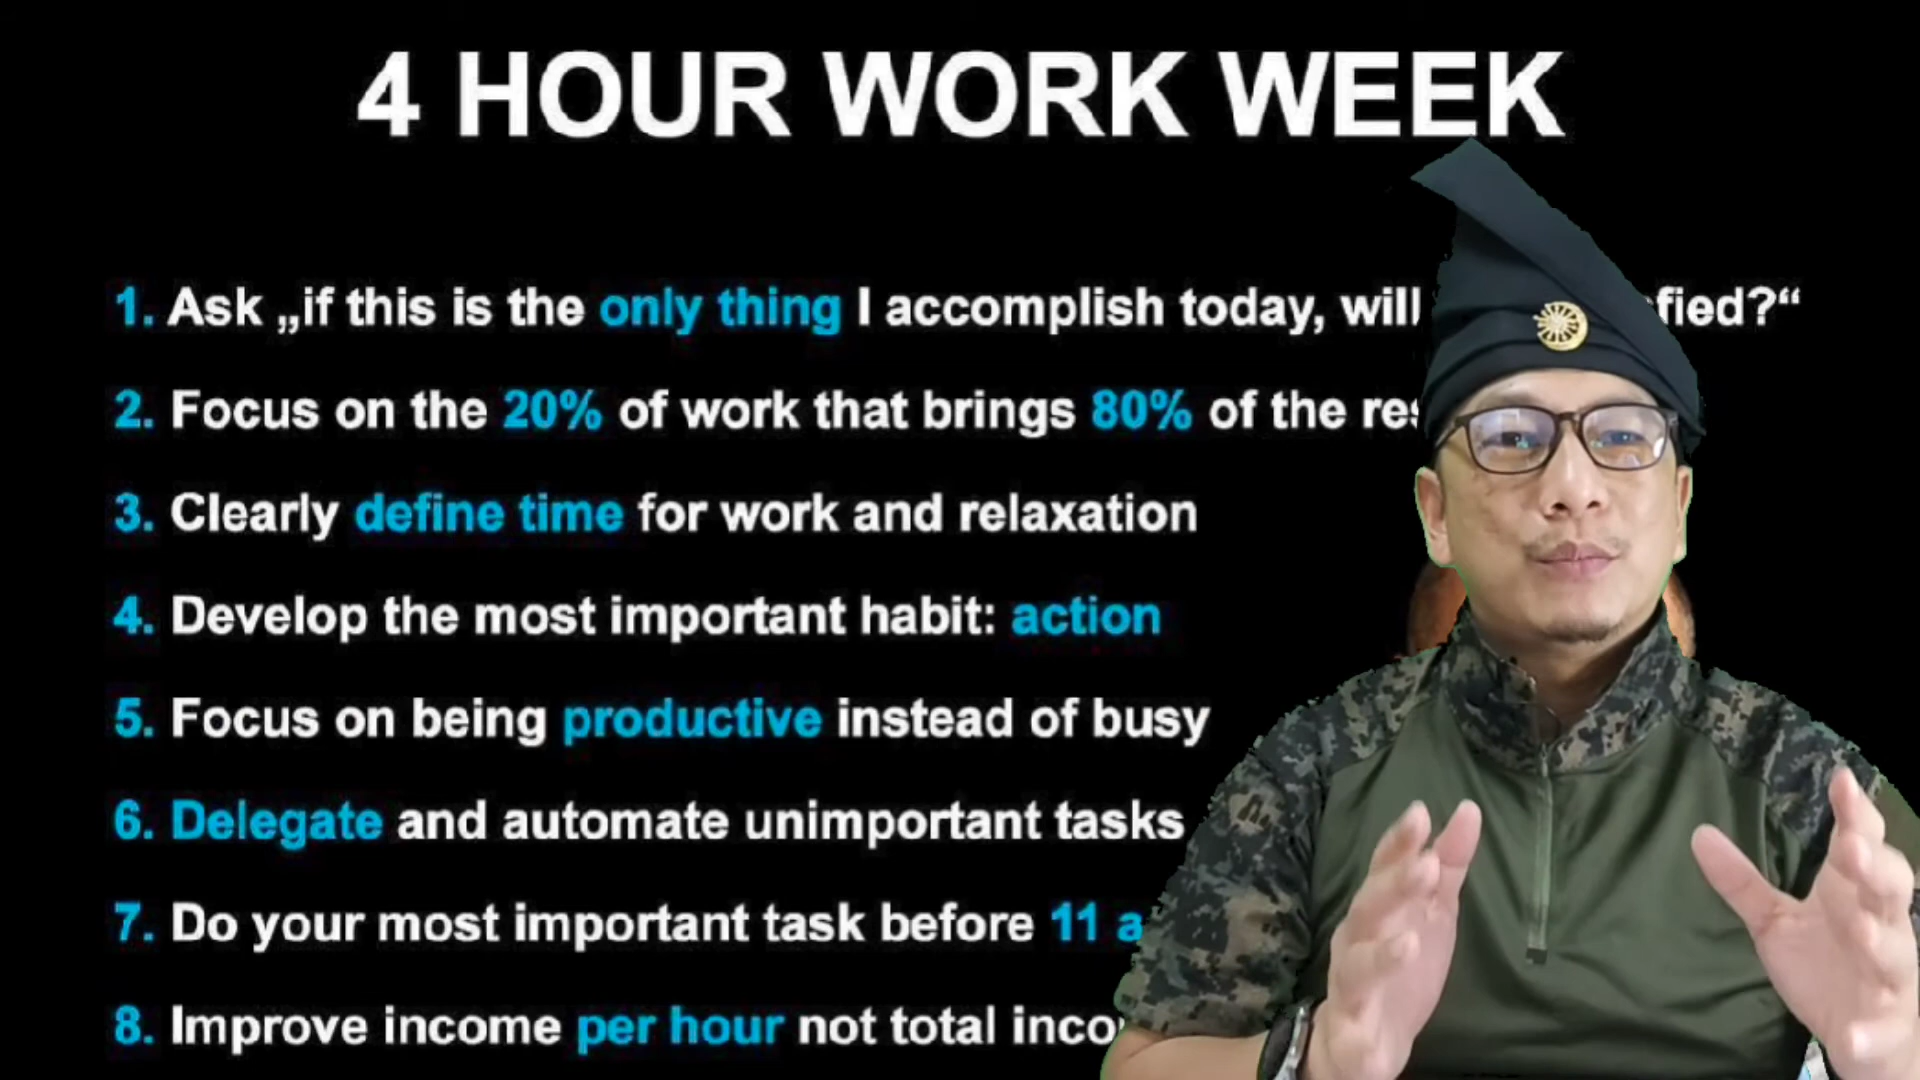 4 HOUR WORK WEEK
1. Ask „if this is the only thing I accomplish today, will
2. Focus on the 20% of work that brings 80% of the
3. Clearly define time for work and relaxation
4. Develop the most important habit: action
5. Focus on being productive instead of busy
6. Delegate and automate unimportant tasks
7. Do your most important task before 11
8. Improve income per hour not total